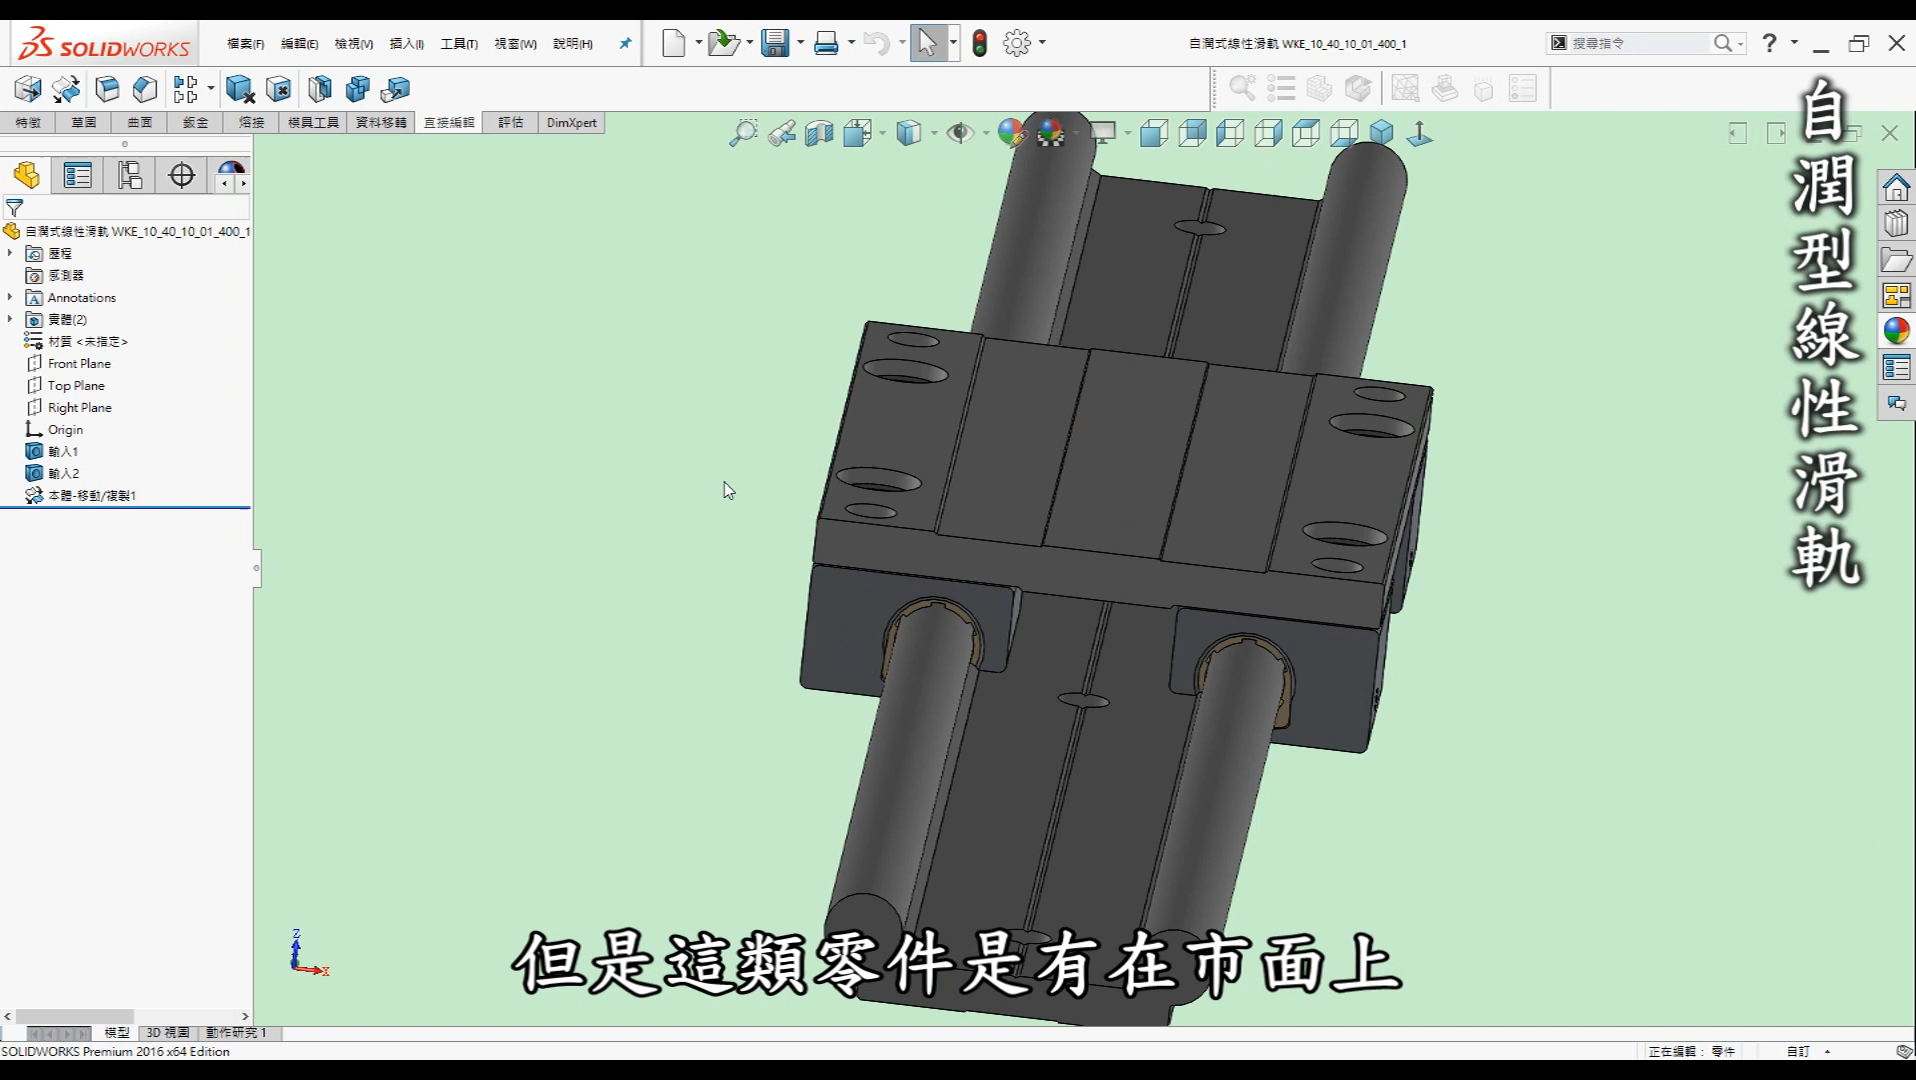 SOLIDWORKS
檔案(F) 編輯(E) 檢視(V) 插入(I) 工具(T) 視窗(W) 說明(H)
自潤式線性滑軌 WKE_10_40_10_01_400_1
搜尋指令
?
特徵 草圖 曲面 鈑金 熔接 模具工具 資料移轉 直接編輯 評估 DimXpert
自潤式線性滑軌 WKE_10_40_10_01_400_1
歷程
感測器
Annotations
實體(2)
材質 <未指定>
Front Plane
Top Plane
Right Plane
Origin
輸入1
輸入2
本體-移動/複製1
自潤型線性滑軌
Z
X
但是這類零件是有在市面上
模型 3D 視圖 動作研究 1
SOLIDWORKS Premium 2016 x64 Edition
正在編輯： 零件
自訂